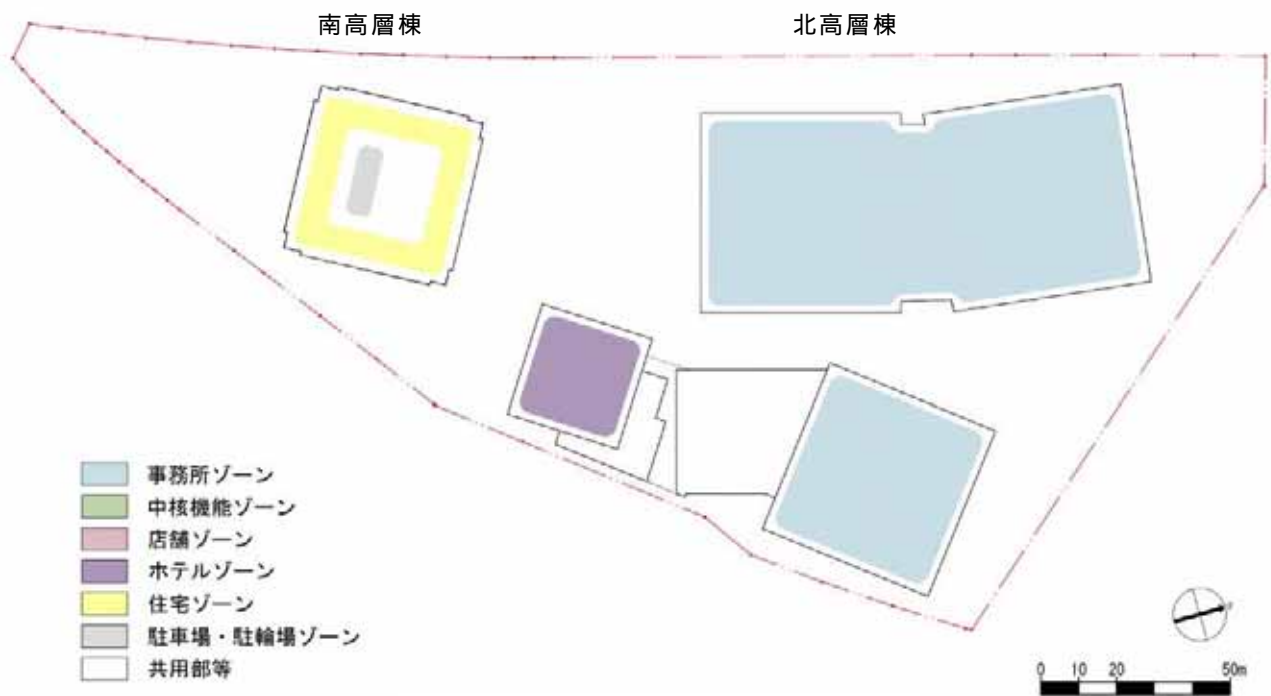 南高層棟
北高層棟
事務所ゾーン
中核機能ゾーン
店舗ゾーン
ホテルゾーン
住宅ゾーン
駐車場・駐輪場ゾーン
共用部等
0 10 20 50m